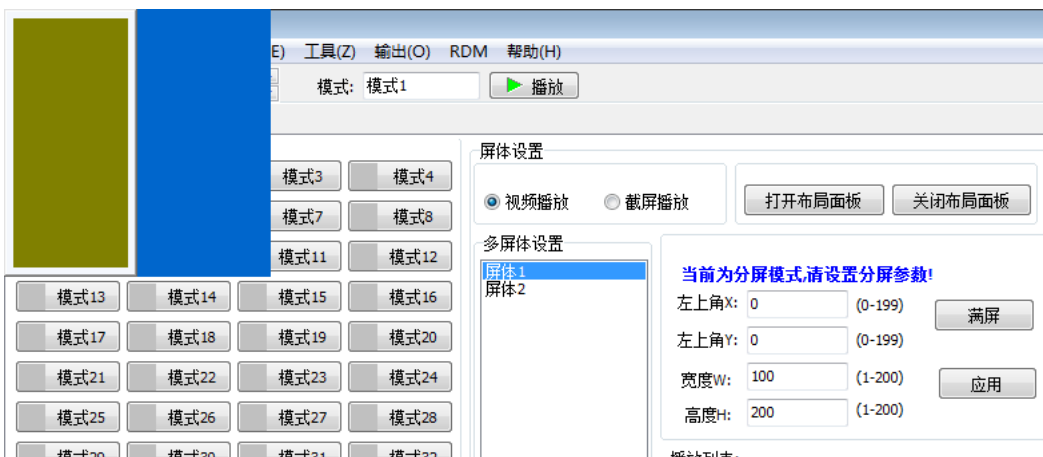 E) 工具(Z) 输出(O) RDM 帮助(H)
模式: 模式1 播放
屏体设置
模式3 模式4
视频播放 截屏播放 打开布局面板 关闭布局面板
模式7 模式8
多屏体设置
模式11 模式12
屏体1
屏体2
当前为分屏模式,请设置分屏参数!
模式13 模式14 模式15 模式16
左上角X: 0 (0-199) 满屏
模式17 模式18 模式19 模式20
左上角Y: 0 (0-199)
模式21 模式22 模式23 模式24
宽度W: 100 (1-200) 应用
模式25 模式26 模式27 模式28
高度H: 200 (1-200)